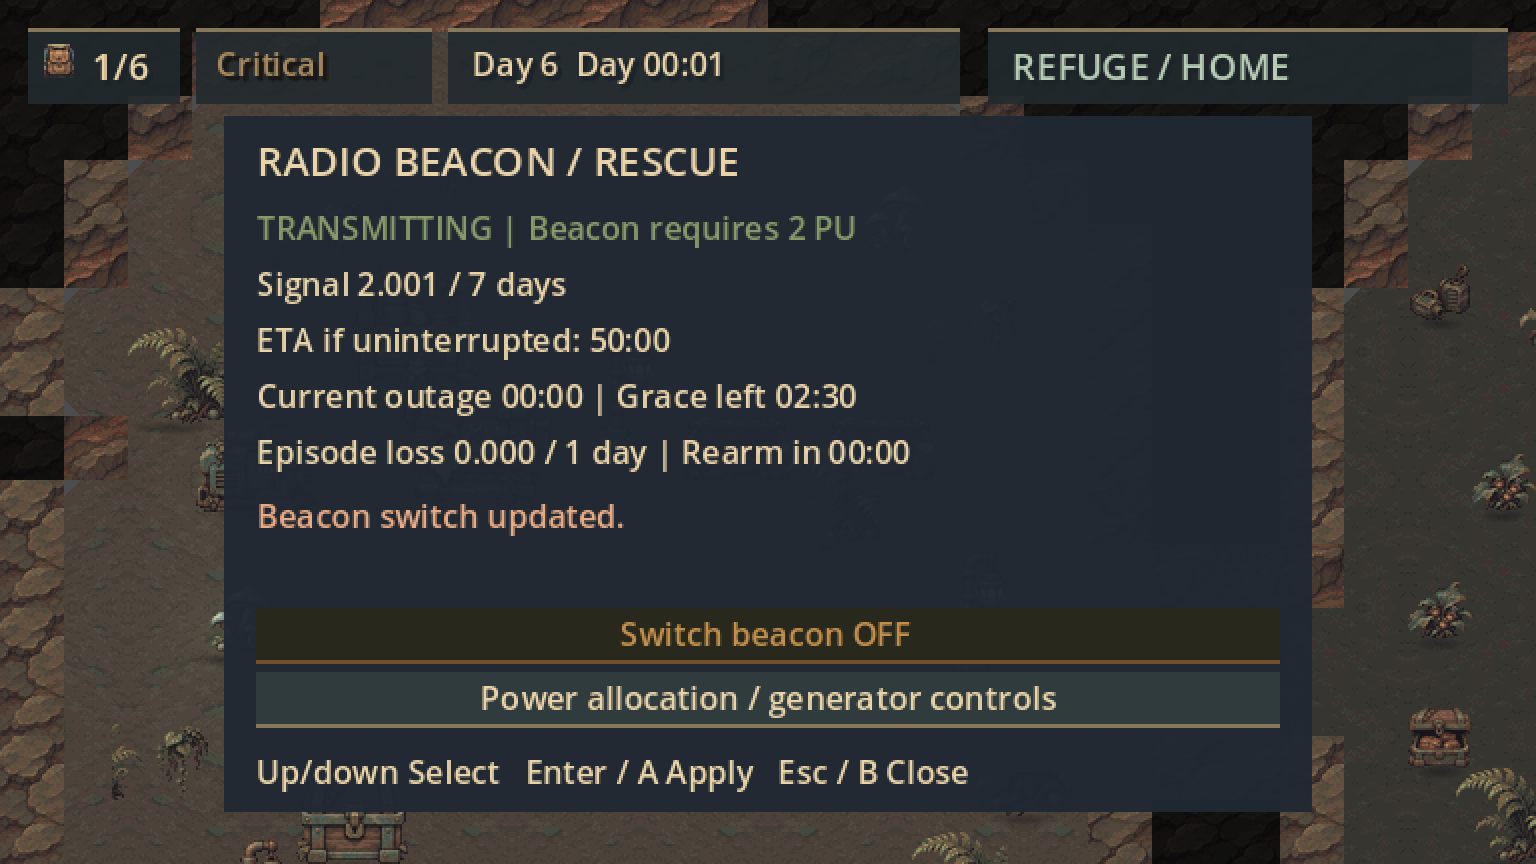 1/6
Critical
Day 6 Day 00:01
REFUGE / HOME
RADIO BEACON / RESCUE
TRANSMITTING | Beacon requires 2 PU
Signal 2.001 / 7 days
ETA if uninterrupted: 50:00
Current outage 00:00 | Grace left 02:30
Episode loss 0.000 / 1 day | Rearm in 00:00
Beacon switch updated.
Switch beacon OFF
Power allocation / generator controls
Up/down Select Enter / A Apply Esc / B Close